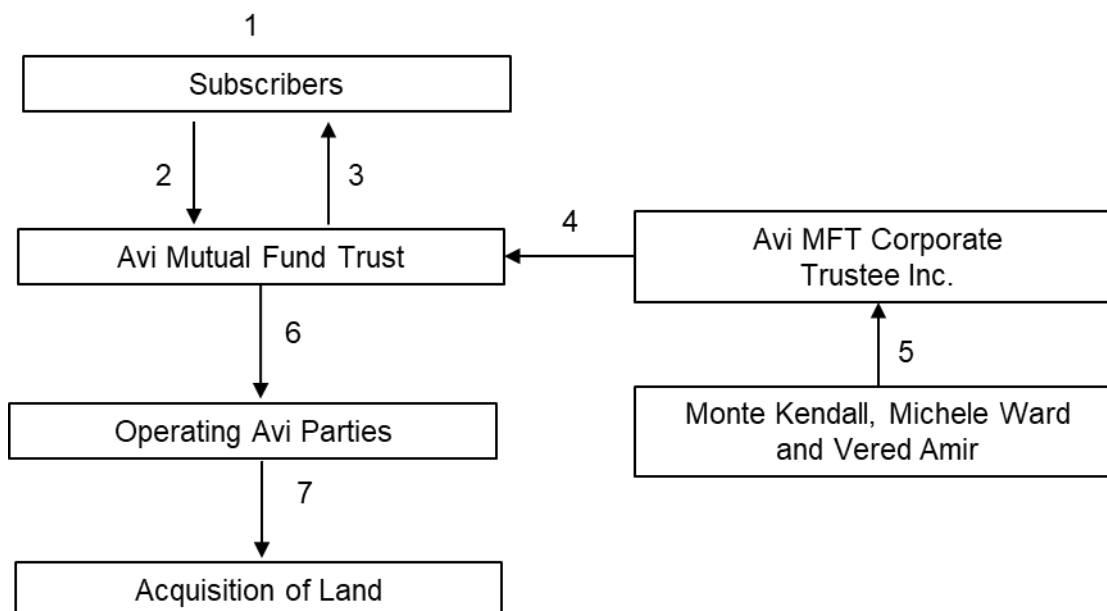 1
Subscribers
2
3
Avi Mutual Fund Trust
4
Avi MFT Corporate
Trustee Inc.
5
6
Operating Avi Parties
Monte Kendall, Michele Ward
and Vered Amir
7
Acquisition of Land